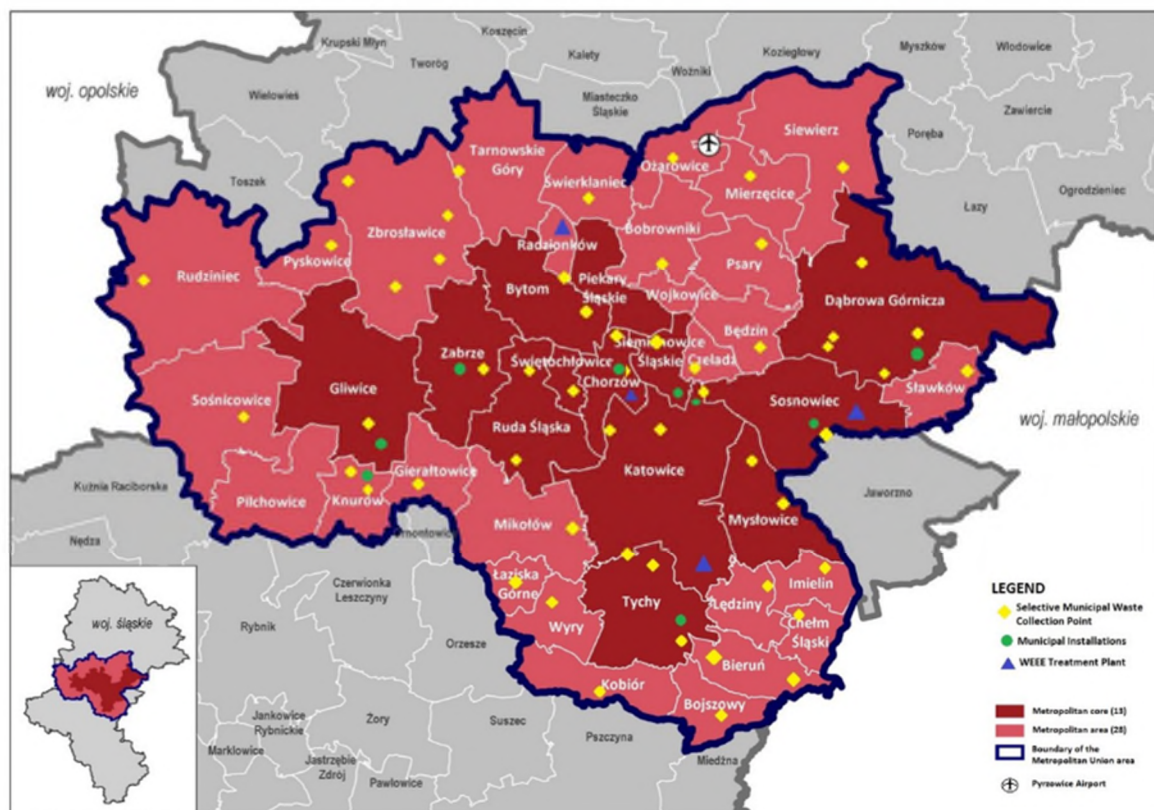 Koszęcin
Krupski Młyn
Kalety
Koziegłowy
Myszków
Włodowice
Tworóg
Woźniki
woj. opolskie
Wielowieś
Miasteczko
Śląskie
Siewierz
Zawiercie
Poręba
Tarnowskie
Góry
Ożarowice
Toszek
Świerklaniec
Mierzęcice
Ogrodzieniec
Łazy
Zbrosławice
Radzionków
Bobrowniki
Pyskowice
Psary
Rudziniec
Bytom
Piekary
Śląskie
Wojkowice
Dąbrowa Górnicza
Będzin
Siemianowice
Śląskie
Zabrze
Świętochłowice
Czeladź
Chorzów
Gliwice
Sławków
Sośnicowice
Sosnowiec
woj. małopolskie
Ruda Śląska
Katowice
Gierałtowice
Kuźnia Raciborska
Jaworzno
Pilchowice
Knurów
Mikołów
Mysłowice
Ornontowice
Nędza
Czerwionka
Leszczyny
Łaziska
Górne
Imielin
Tychy
Lędziny
Wyry
Chełm
Śląski
Rybnik
Orzesze
Bieruń
Kobiór
Bojszowy
Jankowice
Rybnickie
Żory
Suszec
Pszczyna
Marklowice
Jastrzębie
Zdrój
Pawłowice
Miedźna
woj. śląskie
LEGEND
Selective Municipal Waste
Collection Point
Municipal Installations
WEEE Treatment Plant
Metropolitan core (13)
Metropolitan area (28)
Boundary of the
Metropolitan Union area
Pyrzowice Airport